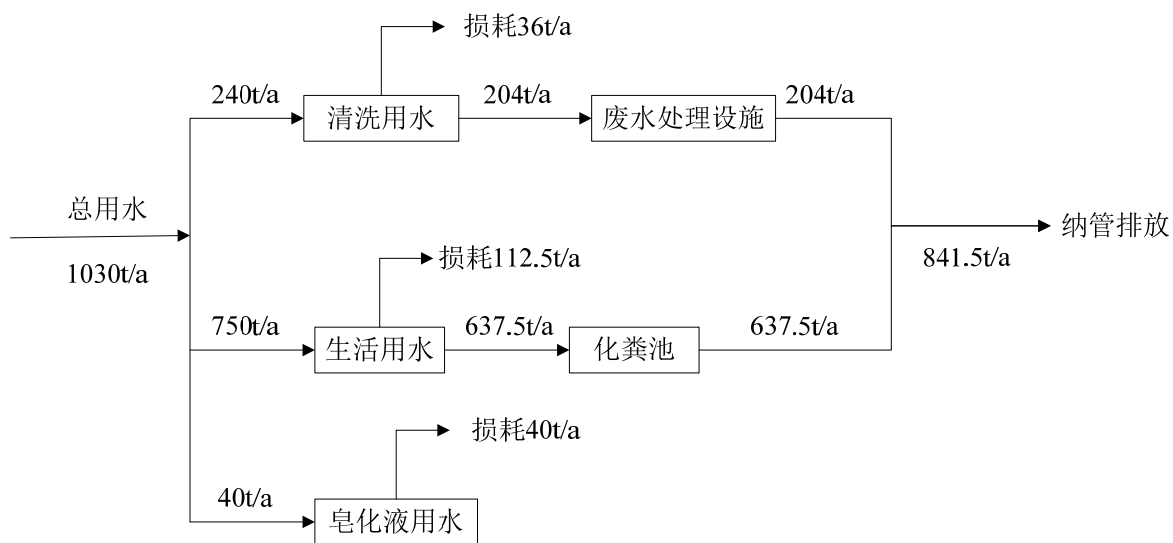 损耗36t/a
240t/a
清洗用水
204t/a
废水处理设施
204t/a
总用水
1030t/a
纳管排放
841.5t/a
损耗112.5t/a
750t/a
生活用水
637.5t/a
化粪池
637.5t/a
损耗40t/a
40t/a
皂化液用水